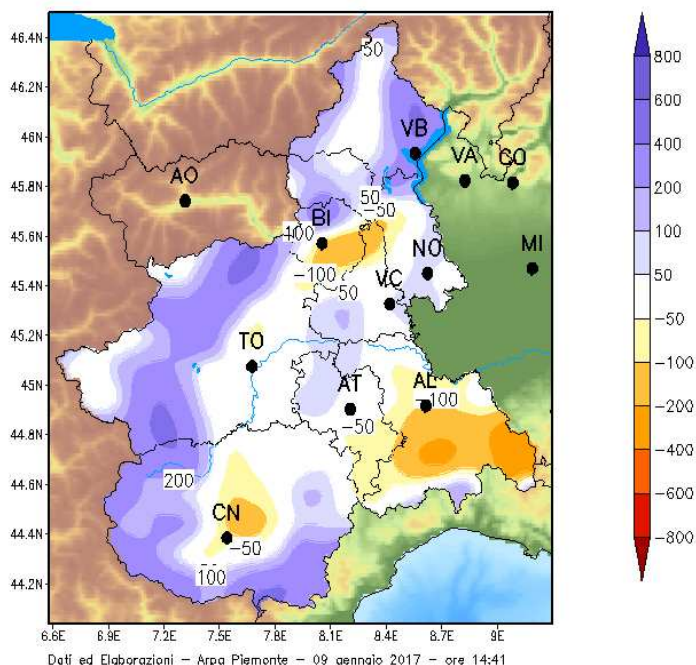 46.4N
46.2N
46N
45.8N
45.6N
45.4N
45.2N
45N
44.8N
44.6N
44.4N
44.2N
6.6E 6.9E 7.2E 7.5E 7.8E 8.1E 8.4E 8.7E 9E
50
VB
VA
CO
AO
50
-50
BI
100
-100
NO
MI
50
VC
TO
AT
AL
-100
-50
200
CN
-50
100
800
600
400
200
100
50
-50
-100
-200
-400
-600
-800
Dati ed Elaborazioni – Arpa Piemonte – 09 gennaio 2017 – ore 14:41